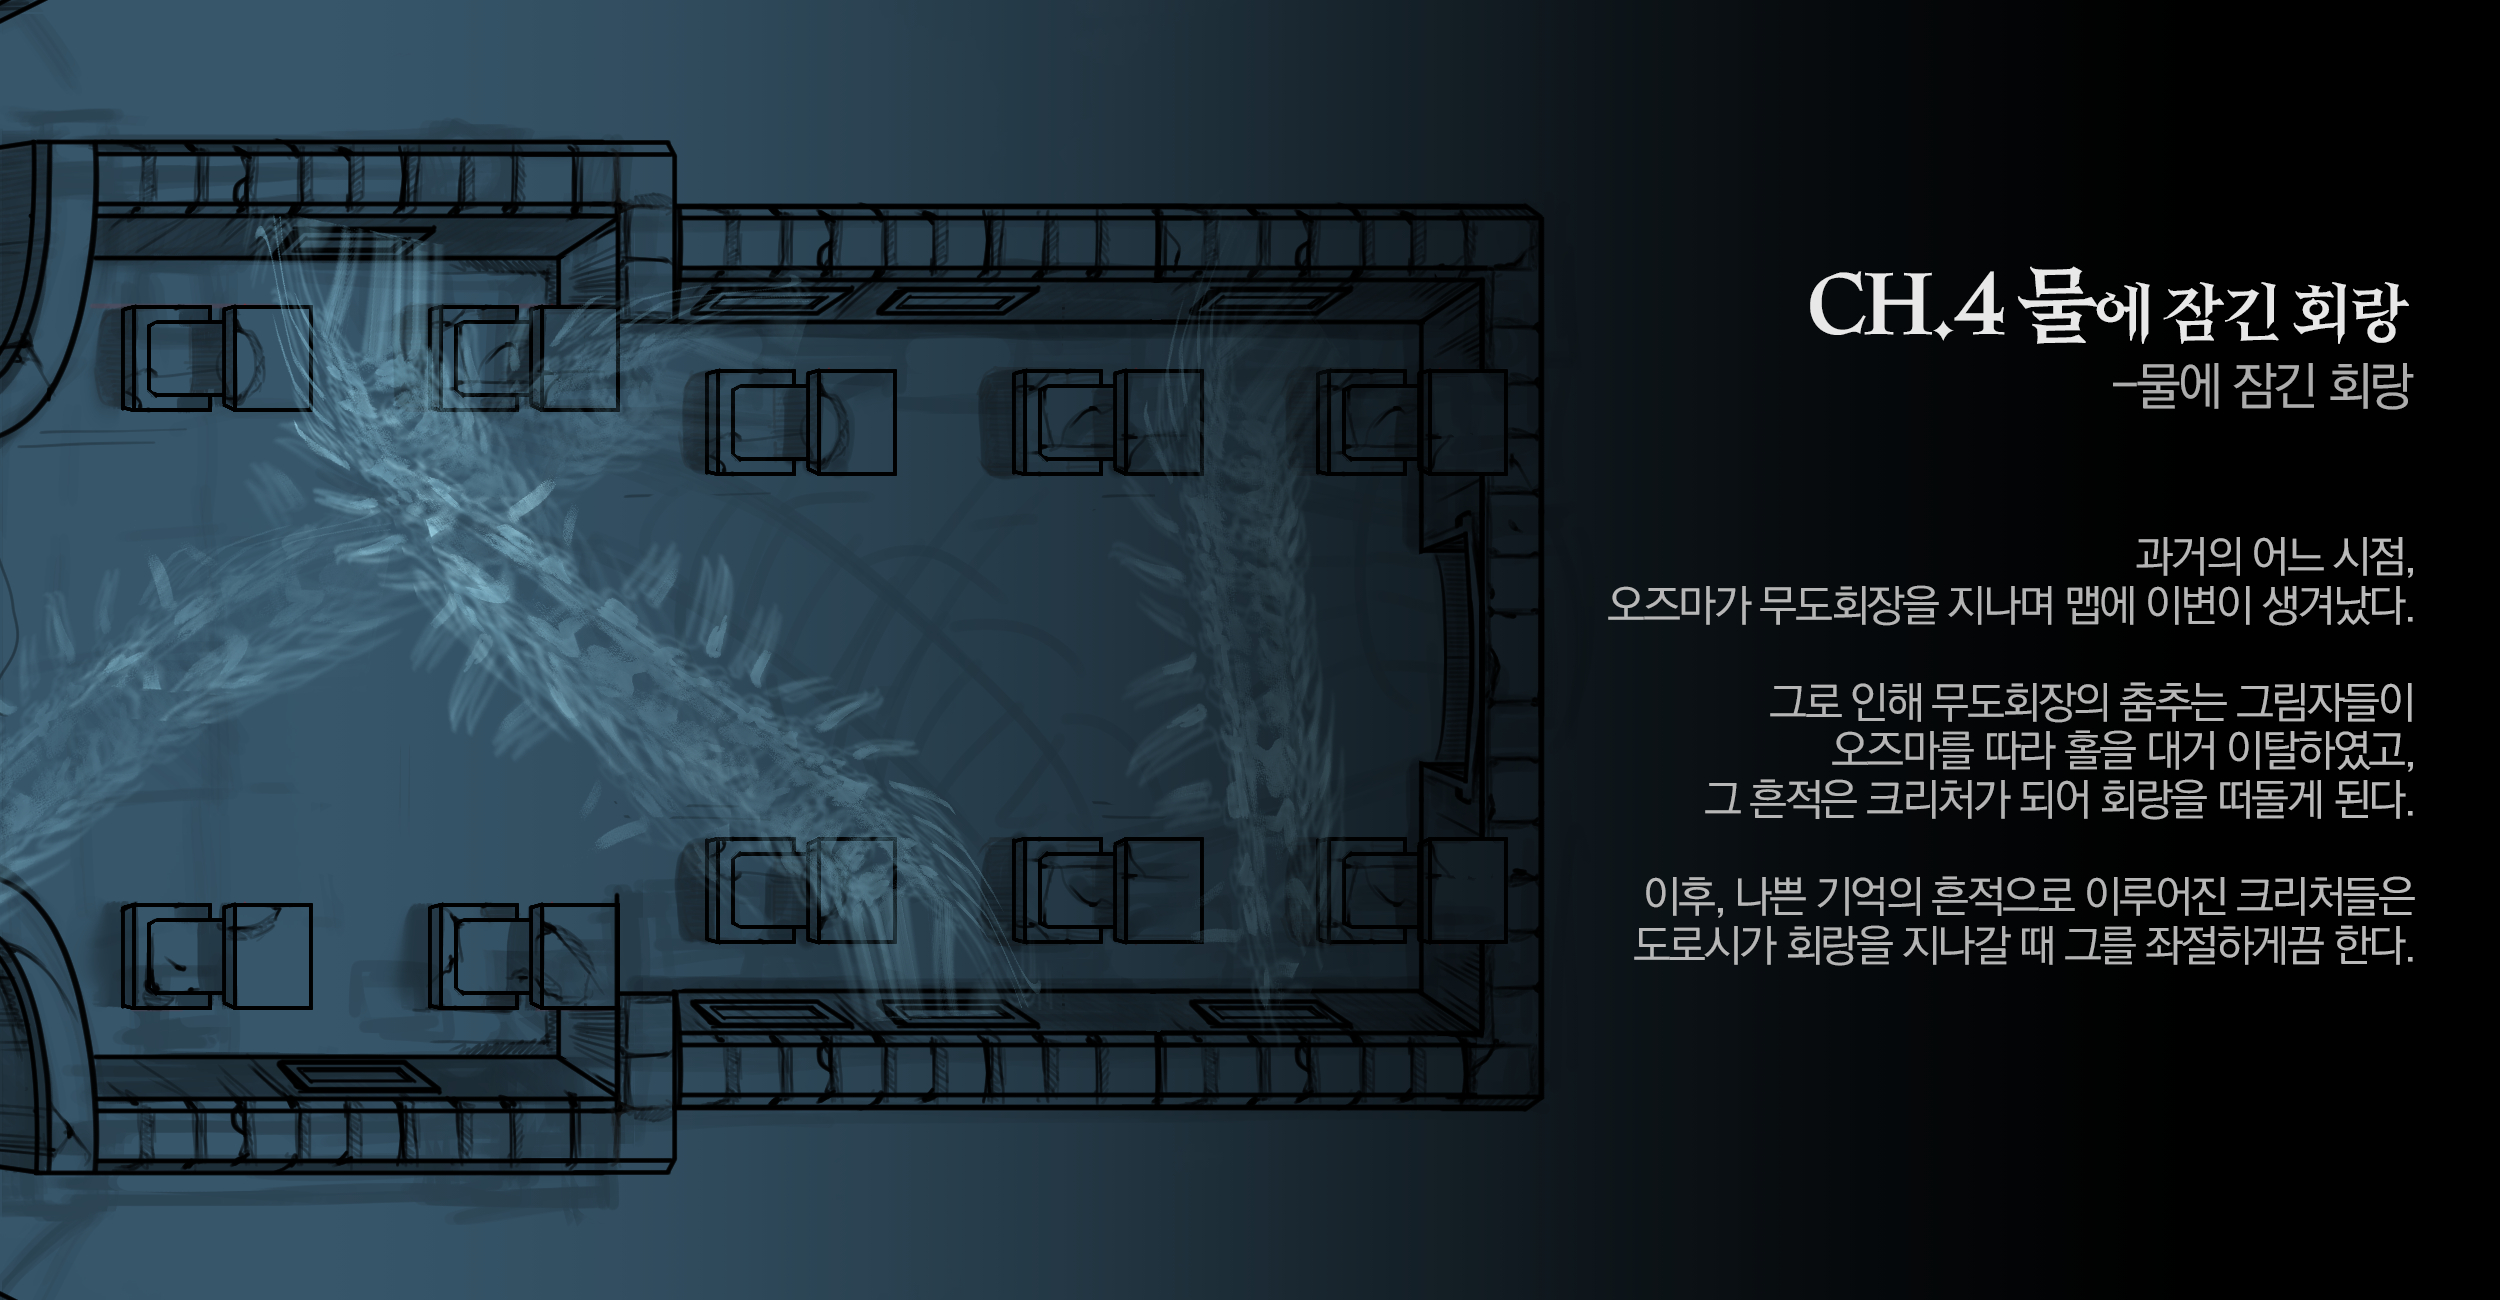 CH.4 물에 잠긴 회랑
-물에 잠긴 회랑
과거의 어느 시점,
오즈마가 무도회장을 지나며 맵에 이변이 생겨났다.
그로 인해 무도회장의 춤추는 그림자들이
오즈마를 따라 홀을 대거 이탈하였고,
그 흔적은 크리처가 되어 회랑을 떠돌게 된다.
이후, 나쁜 기억의 흔적으로 이루어진 크리처들은
도로시가 회랑을 지나갈 때 그를 좌절하게끔 한다.